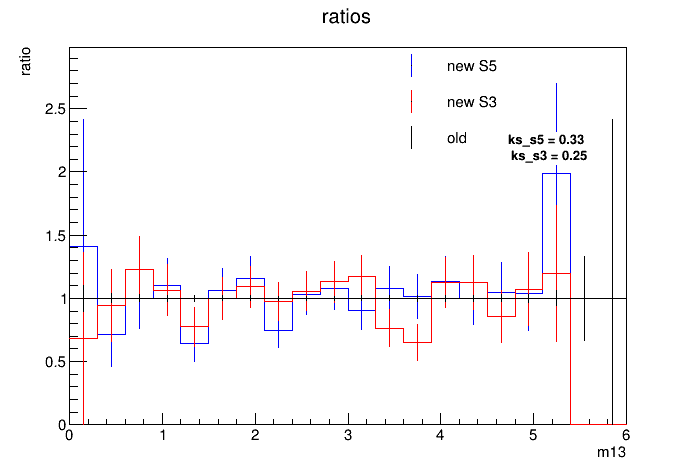 ratios
ratio
new S5
new S3
old
ks_s5 = 0.33
ks_s3 = 0.25
2.5
2
1.5
1
0.5
0
0 1 2 3 4 5 6
m13